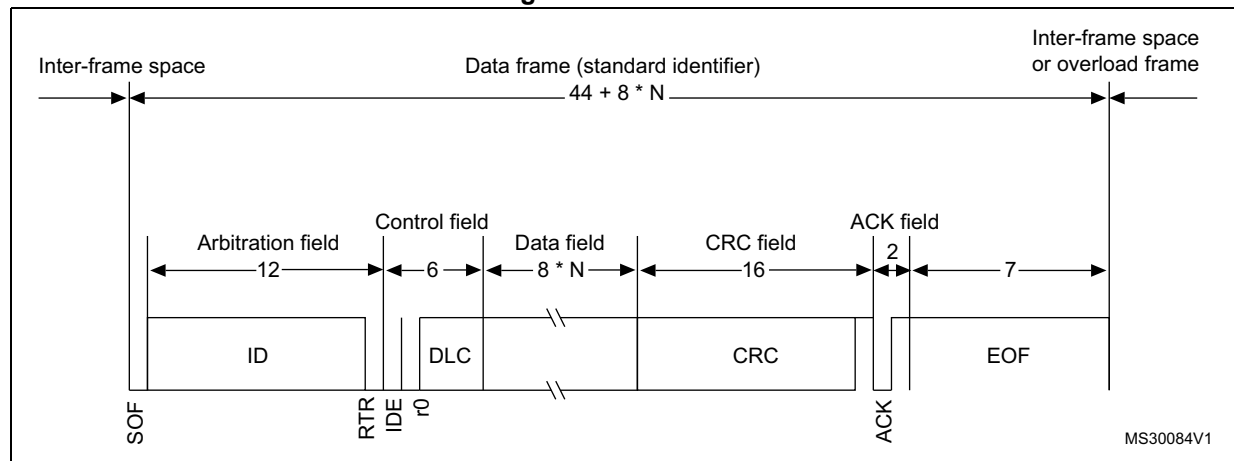 Inter-frame space
Data frame (standard identifier)
44 + 8 * N
Inter-frame space
or overload frame
Arbitration field
12
Control field
6
Data field
8 * N
CRC field
16
ACK field
2
7
ID
DLC
CRC
EOF
SOF
RTR
IDE
r0
ACK
MS30084V1